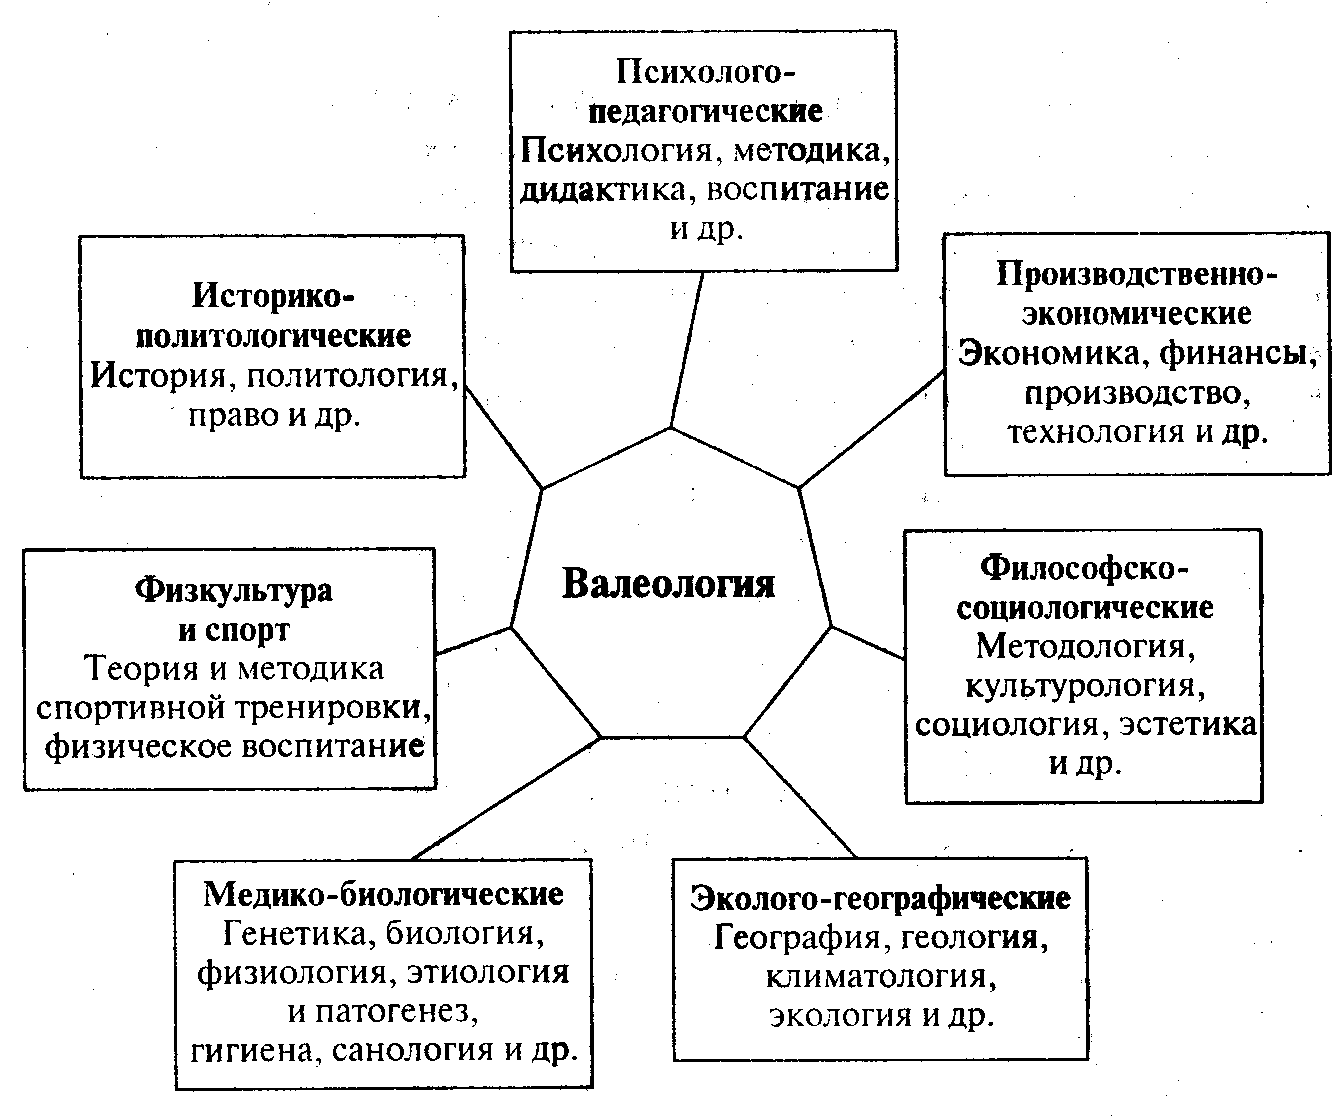 Психолого-
педагогические
Психология, методика,
дидактика, воспитание
и др.
Историко-
политологические
История, политология,
право и др.
Производственно-
экономические
Экономика, финансы,
производство,
технология и др.
Валеология
Физкультура
и спорт
Теория и методика
спортивной тренировки,
физическое воспитание
Философско-
социологические
Методология,
культурология,
социология, эстетика
и др.
Медико-биологические
Генетика, биология,
физиология, этиология
и патогенез,
гигиена, санология и др.
Эколого-географические
География, геология,
климатология,
экология и др.